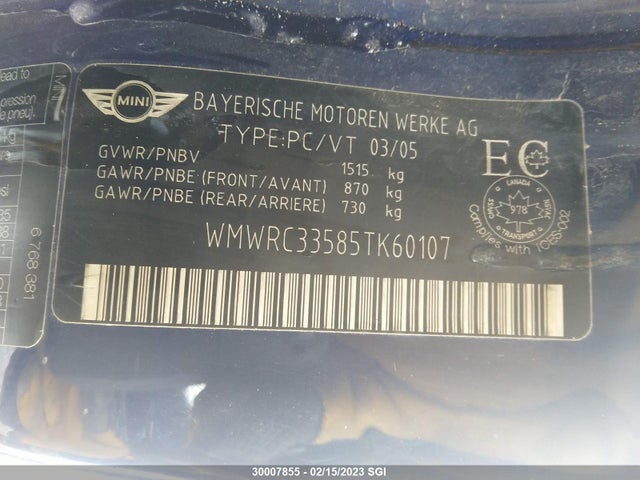 MINI
BAYERISCHE MOTOREN WERKE AG
TYPE:PC/VT 03/05
GVWR/PNBV 1515 kg
GAWR/PNBE (FRONT/AVANT) 870 kg
GAWR/PNBE (REAR/ARRIERE) 730 kg
WMWRC33585TK60107
EC
CANADA
978
TRANSPORT
Complies with
ICES-002
6 768 381
30007855 - 02/15/2023 SGI